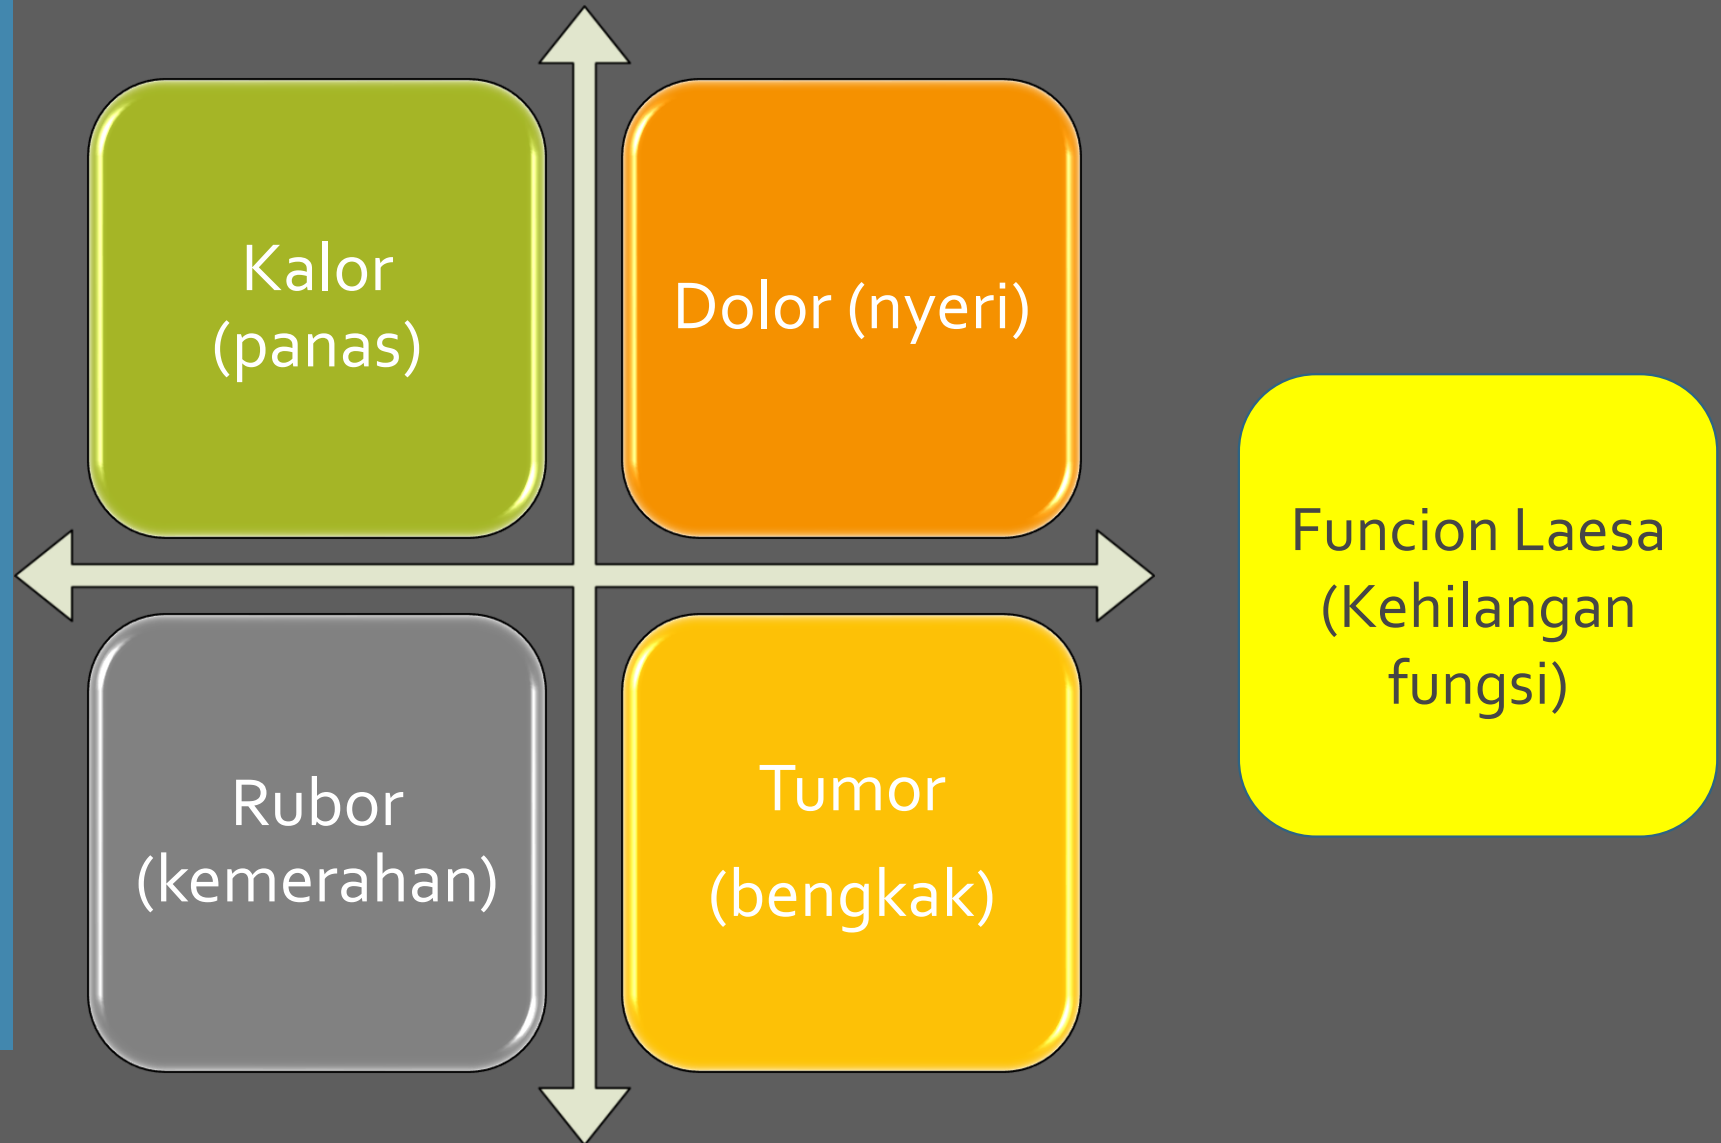 Kalor
(panas)
Dolor (nyeri)
Rubor
(kemerahan)
Tumor
(bengkak)
Funcion Laesa
(Kehilangan
fungsi)